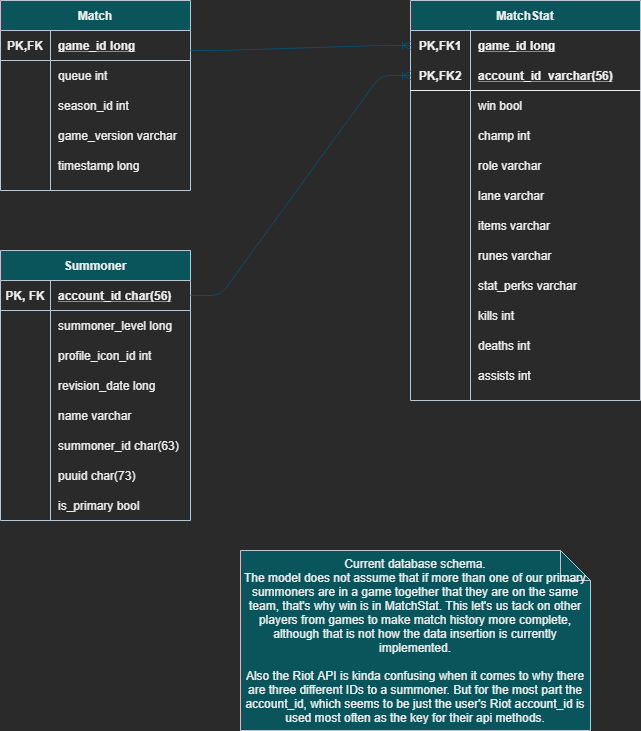 Match
PK,FK game_id long
queue int
season_id int
game_version varchar
timestamp long
MatchStat
PK,FK1 game_id long
PK,FK2 account_id_varchar(56)
win bool
champ int
role varchar
lane varchar
items varchar
runes varchar
stat_perks varchar
kills int
deaths int
assists int
Summoner
PK, FK account_id char(56)
summoner_level long
profile_icon_id int
revision_date long
name varchar
summoner_id char(63)
puuid char(73)
is_primary bool
Current database schema.
The model does not assume that if more than one of our primary
summoners are in a game together that they are on the same
team, that's why win is in MatchStat. This let's us tack on other
players from games to make match history more complete,
although that is not how the data insertion is currently
implemented.
Also the Riot API is kinda confusing when it comes to why there
are three different IDs to a summoner. But for the most part the
account_id, which seems to be just the user's Riot account_id is
used most often as the key for their api methods.